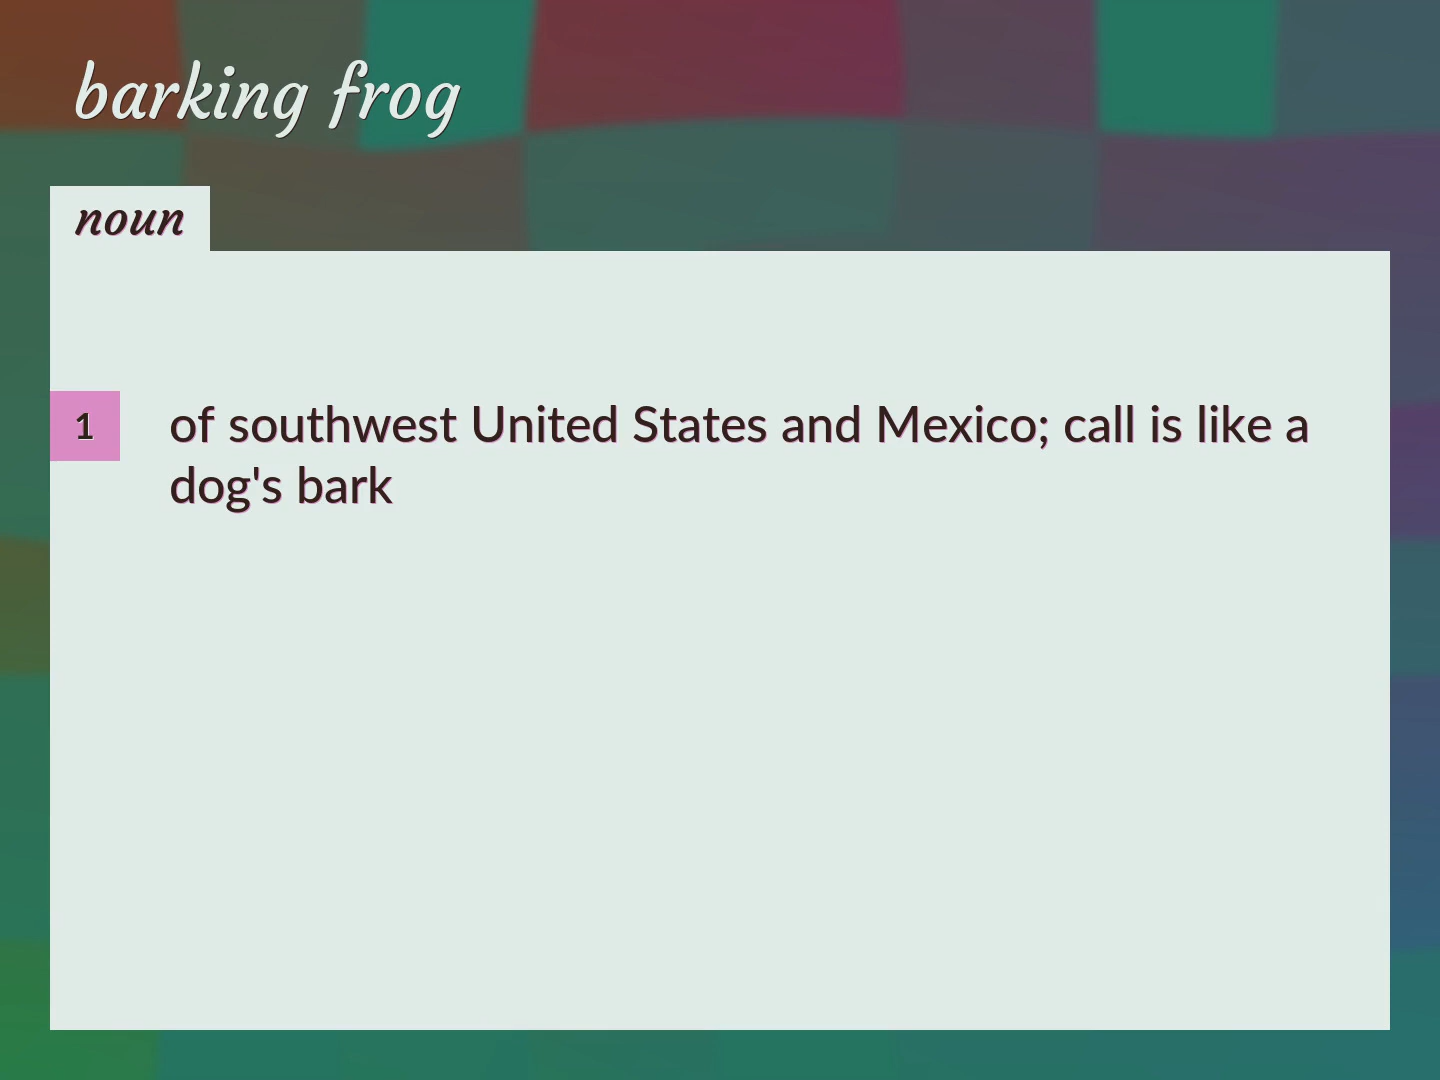 barking frog
noun
1 of southwest United States and Mexico; call is like a
dog's bark